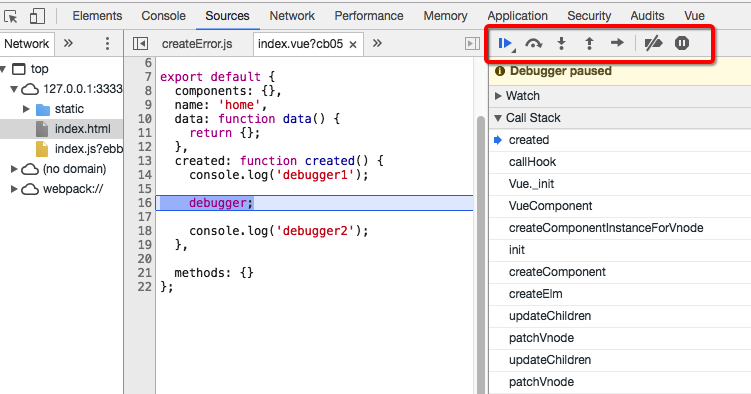 Elements Console Sources Network Performance Memory Application Security Audits Vue
Network »
createError.js index.vue?cb05 × »
top
127.0.0.1:3333
static
index.html
index.js?ebb
(no domain)
webpack://
6
7 export default {
8 components: {},
9 name: 'home',
10 data: function data() {
11 return {};
12 },
13 created: function created() {
14 console.log('debugger1');
15
16 debugger;
17
18 console.log('debugger2');
19 },
20
21 methods: {}
22 };
Debugger paused
Watch
Call Stack
created
callHook
Vue._init
VueComponent
createComponentInstanceForVnode
init
createComponent
createElm
updateChildren
patchVnode
updateChildren
patchVnode